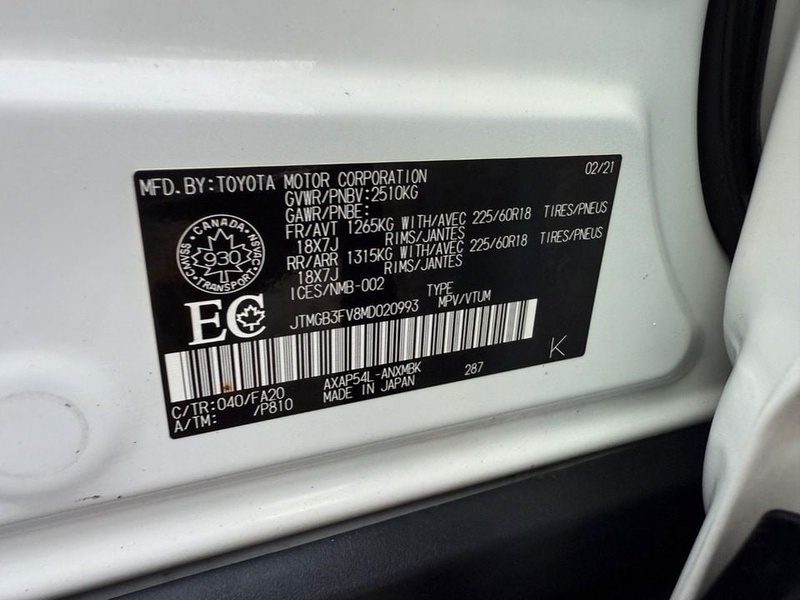 MFD.BY:TOYOTA MOTOR CORPORATION 02/21
GVWR/PNBV:2510KG
GAWR/PNBE:
FR/AVT 1265KG WITH/AVEC 225/60R18 TIRES/PNEUS
18X7J RIMS/JANTES
RR/ARR 1315KG WITH/AVEC 225/60R18 TIRES/PNEUS
18X7J RIMS/JANTES
ICES/NMB-002 TYPE
JTMGB3FV8MD020993 MPV/VTUM
CANADA
CMVSS 930 NSVAC
TRANSPORT
EC
K
C/TR:040/FA20 AXAP54L-ANXMBK 287
A/TM: /P810 MADE IN JAPAN